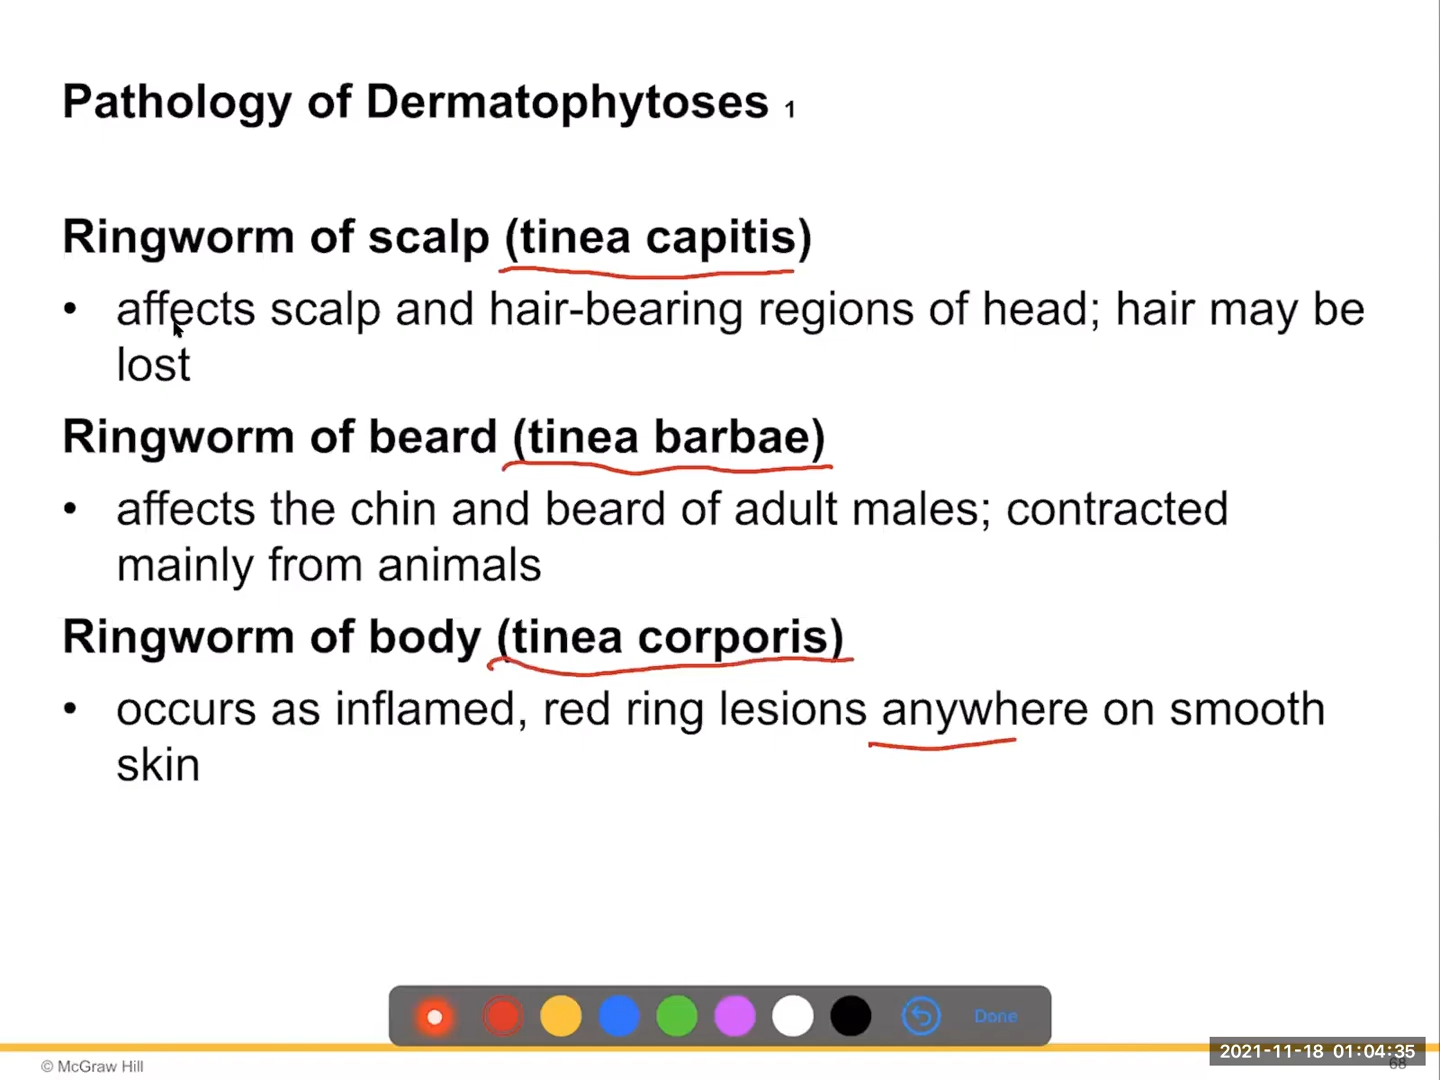 Pathology of Dermatophytoses 1
Ringworm of scalp (tinea capitis)
• affects scalp and hair-bearing regions of head; hair may be
lost
Ringworm of beard (tinea barbae)
• affects the chin and beard of adult males; contracted
mainly from animals
Ringworm of body (tinea corporis)
• occurs as inflamed, red ring lesions anywhere on smooth
skin
Done
2021-11-18 01:04:35
© McGraw Hill
68